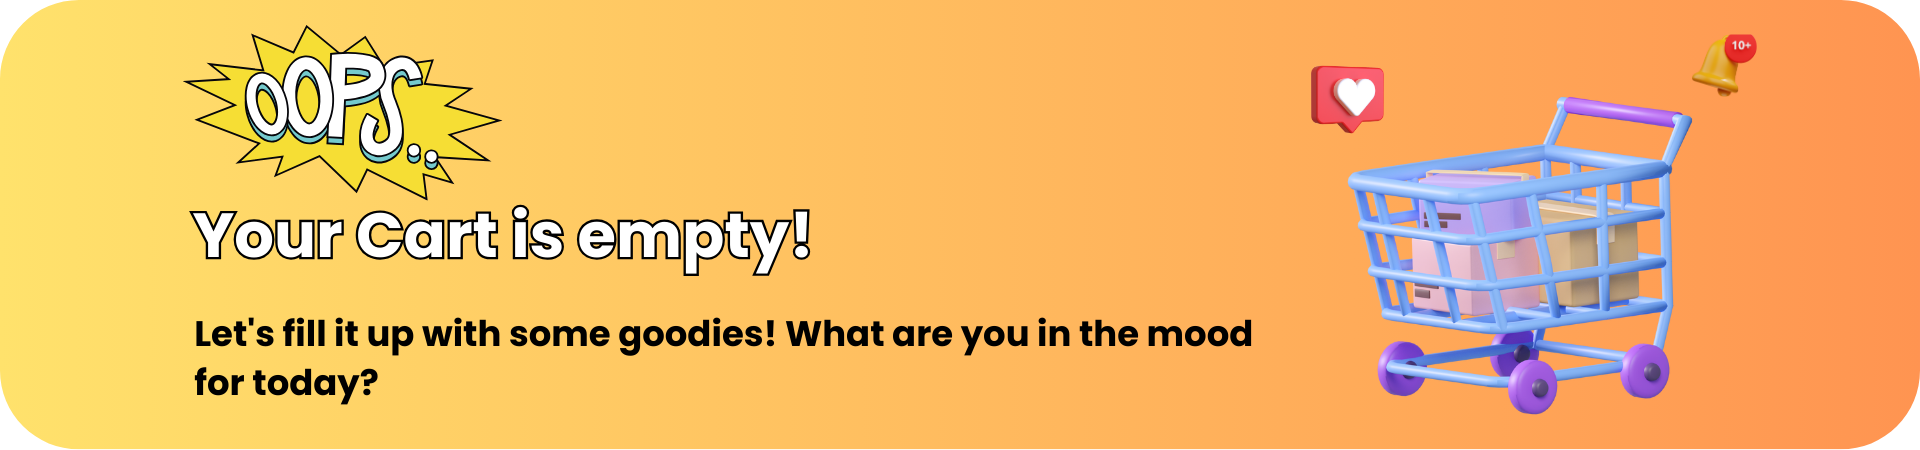 OOPS..
10+
Your Cart is empty!
Let's fill it up with some goodies! What are you in the mood
for today?